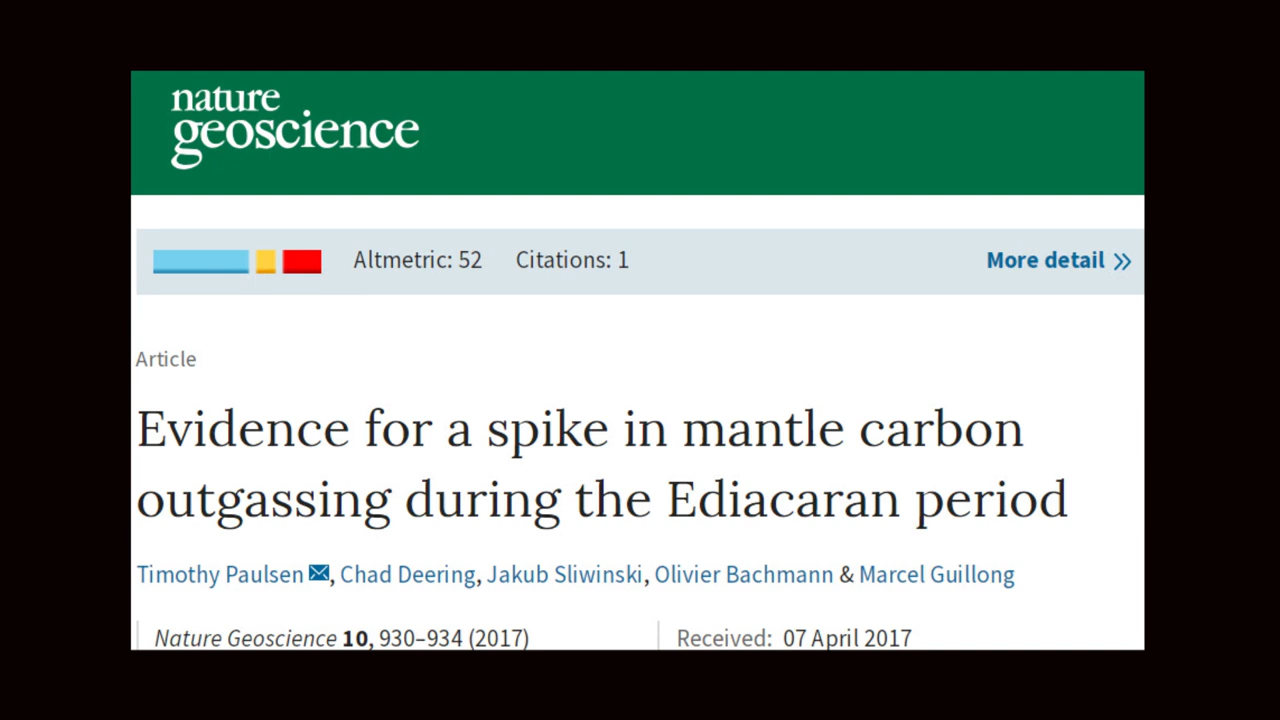 nature
geoscience
Altmetric: 52 Citations: 1 More detail »
Article
Evidence for a spike in mantle carbon
outgassing during the Ediacaran period
Timothy Paulsen, Chad Deering, Jakub Sliwinski, Olivier Bachmann & Marcel Guillong
Nature Geoscience 10, 930–934 (2017) Received: 07 April 2017